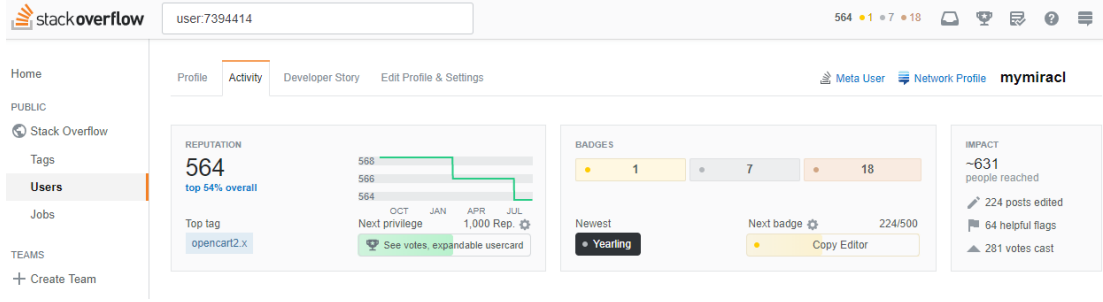 stackoverflow
user:7394414
564 1 7 18
Home
PUBLIC
Stack Overflow
Tags
Users
Jobs
TEAMS
Create Team
Profile Activity Developer Story Edit Profile & Settings
Meta User Network Profile mymiracl
REPUTATION
564
top 54% overall
568
566
564
OCT JAN APR JUL
Top tag
opencart2.x
Next privilege 1,000 Rep.
See votes, expandable usercard
BADGES
1 7 18
Newest
Yearling
Next badge 224/500
Copy Editor
IMPACT
~631
people reached
224 posts edited
64 helpful flags
281 votes cast